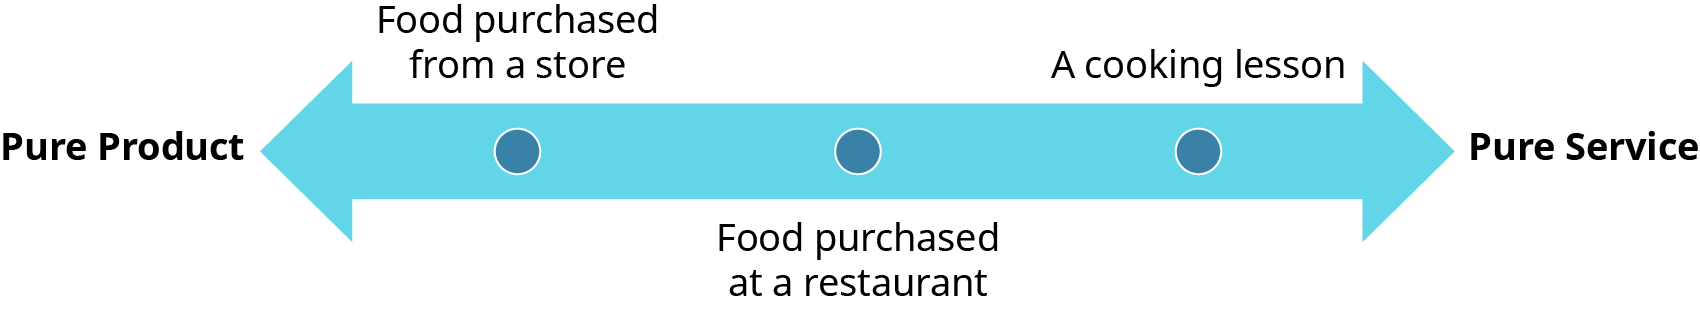 Food purchased
from a store
A cooking lesson
Pure Product
Pure Service
Food purchased
at a restaurant